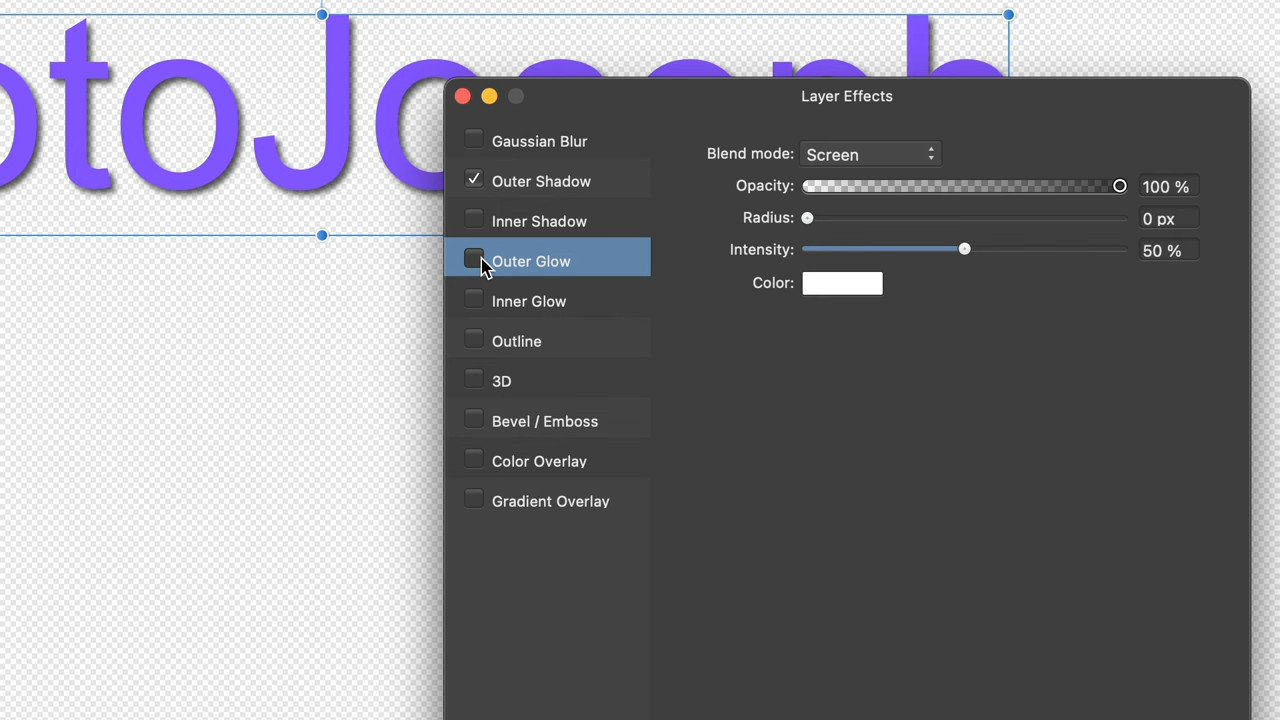 otoJoseph
Layer Effects
Gaussian Blur
Outer Shadow
Inner Shadow
Outer Glow
Inner Glow
Outline
3D
Bevel / Emboss
Color Overlay
Gradient Overlay
Blend mode: Screen
Opacity: 100 %
Radius: 0 px
Intensity: 50 %
Color: